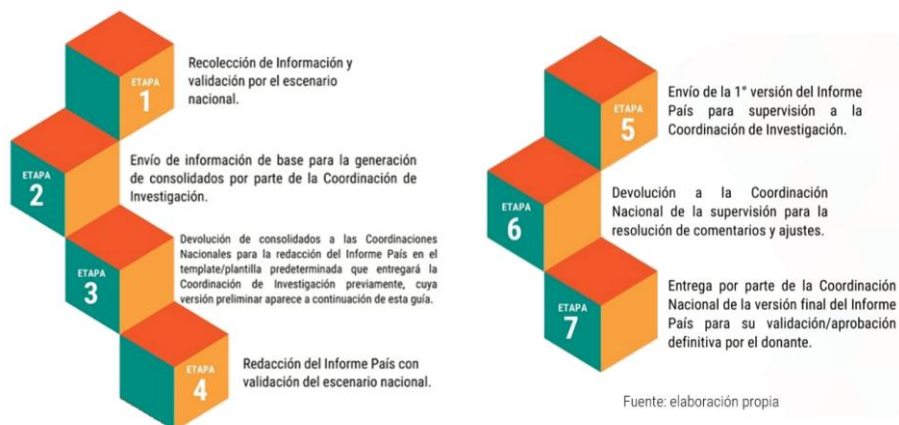 ETAPA
1
Recolección de Información y
validación por el escenario
nacional.
ETAPA
2
Envío de información de base para la generación
de consolidados por parte de la Coordinación de
Investigación.
ETAPA
3
Devolución de consolidados a las Coordinaciones
Nacionales para la redacción del Informe País en el
template/plantilla predeterminada que entregará la
Coordinación de Investigación previamente, cuya
versión preliminar aparece a continuación de esta guía.
ETAPA
4
Redacción del Informe País con
validación del escenario nacional.
ETAPA
5
Envío de la 1° versión del Informe
País para supervisión a la
Coordinación de Investigación.
ETAPA
6
Devolución a la Coordinación
Nacional de la supervisión para la
resolución de comentarios y ajustes.
ETAPA
7
Entrega por parte de la Coordinación
Nacional de la versión final del Informe
País para su validación/aprobación
definitiva por el donante.
Fuente: elaboración propia